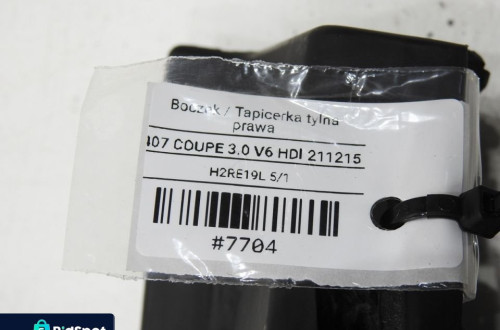 Boczek / Tapicerka tylna
prawa
407 COUPE 3.0 V6 HDI 211215
H2RE19L 5/1
#7704
BidSpot